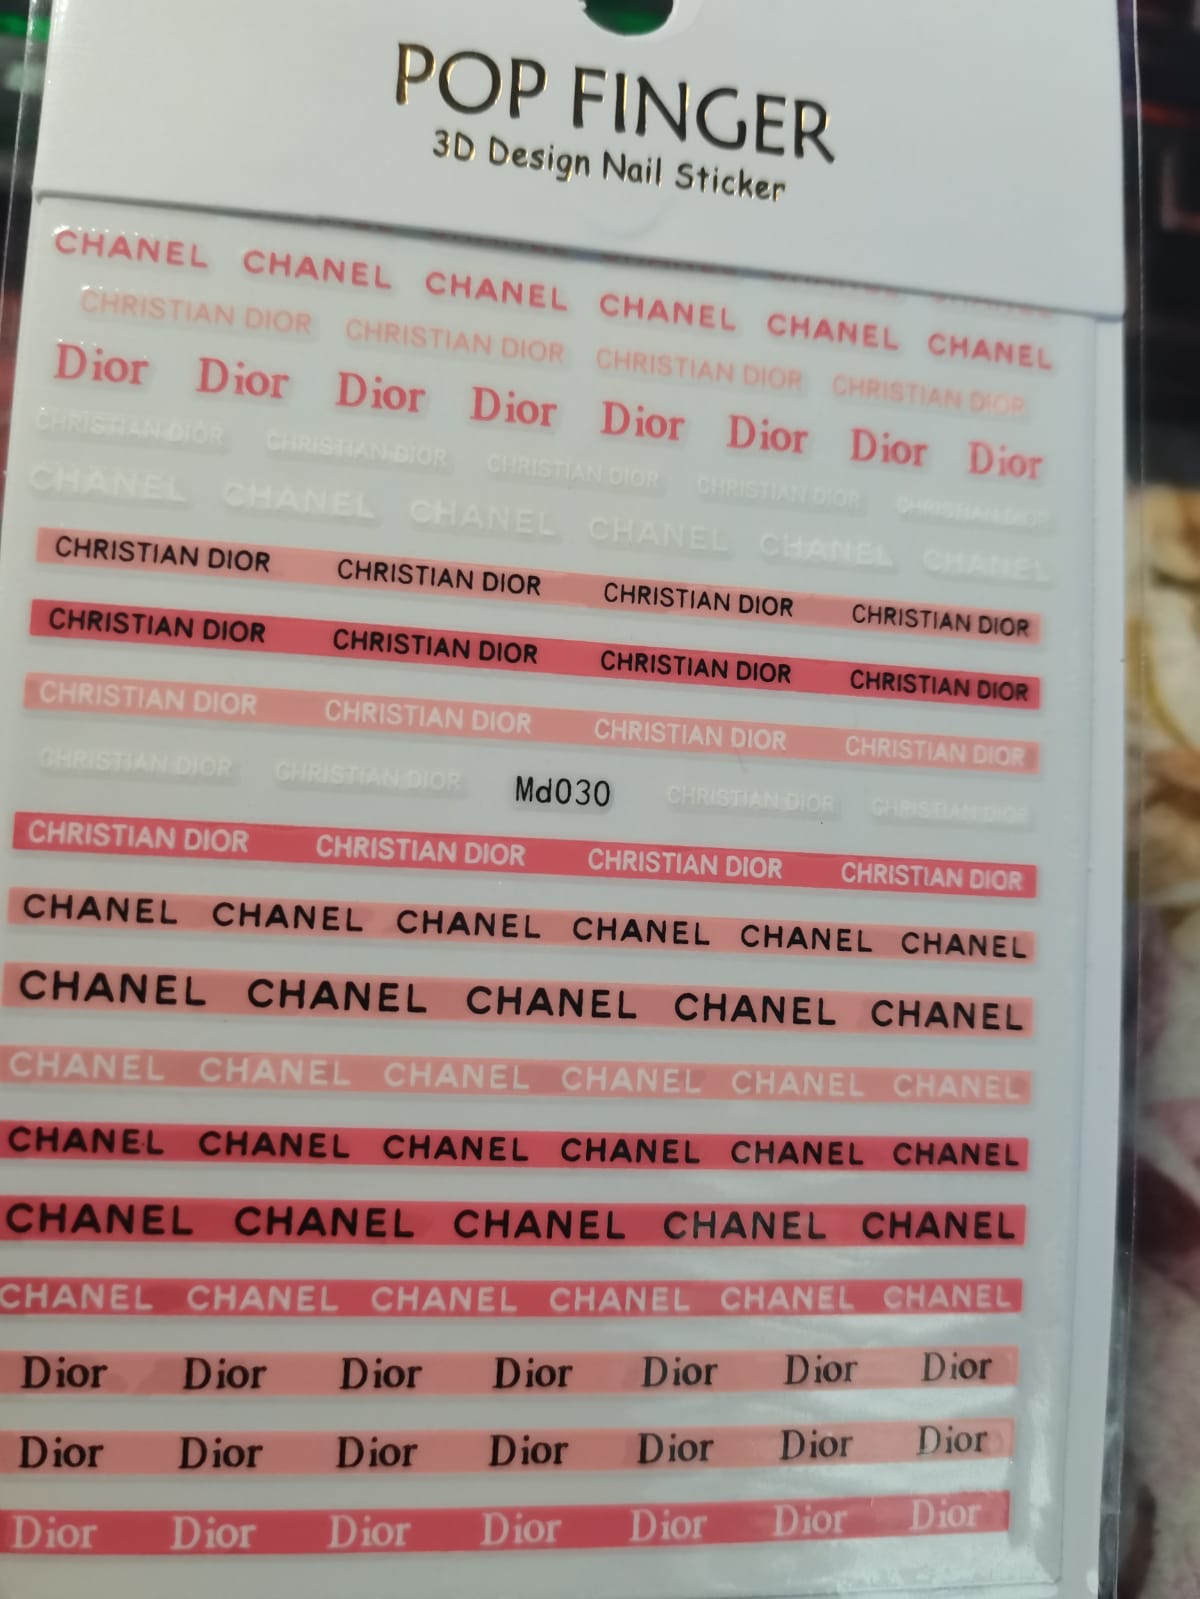 POP FINGER
3D Design Nail Sticker
CHANEL CHANEL CHANEL CHANEL CHANEL CHANEL
CHRISTIAN DIOR CHRISTIAN DIOR CHRISTIAN DIOR CHRISTIAN DIOR
Dior Dior Dior Dior Dior Dior Dior Dior
CHRISTIAN DIOR CHRISTIAN DIOR CHRISTIAN DIOR CHRISTIAN DIOR CHRISTIAN DIOR
CHANEL CHANEL CHANEL CHANEL CHANEL CHANEL
CHRISTIAN DIOR CHRISTIAN DIOR CHRISTIAN DIOR CHRISTIAN DIOR
CHRISTIAN DIOR CHRISTIAN DIOR CHRISTIAN DIOR CHRISTIAN DIOR
CHRISTIAN DIOR CHRISTIAN DIOR CHRISTIAN DIOR CHRISTIAN DIOR
CHRISTIAN DIOR CHRISTIAN DIOR Md030 CHRISTIAN DIOR CHRISTIAN DIOR
CHRISTIAN DIOR CHRISTIAN DIOR CHRISTIAN DIOR CHRISTIAN DIOR
CHANEL CHANEL CHANEL CHANEL CHANEL CHANEL
CHANEL CHANEL CHANEL CHANEL CHANEL
CHANEL CHANEL CHANEL CHANEL CHANEL CHANEL
CHANEL CHANEL CHANEL CHANEL CHANEL CHANEL
CHANEL CHANEL CHANEL CHANEL CHANEL
CHANEL CHANEL CHANEL CHANEL CHANEL CHANEL
Dior Dior Dior Dior Dior Dior Dior
Dior Dior Dior Dior Dior Dior Dior
Dior Dior Dior Dior Dior Dior Dior